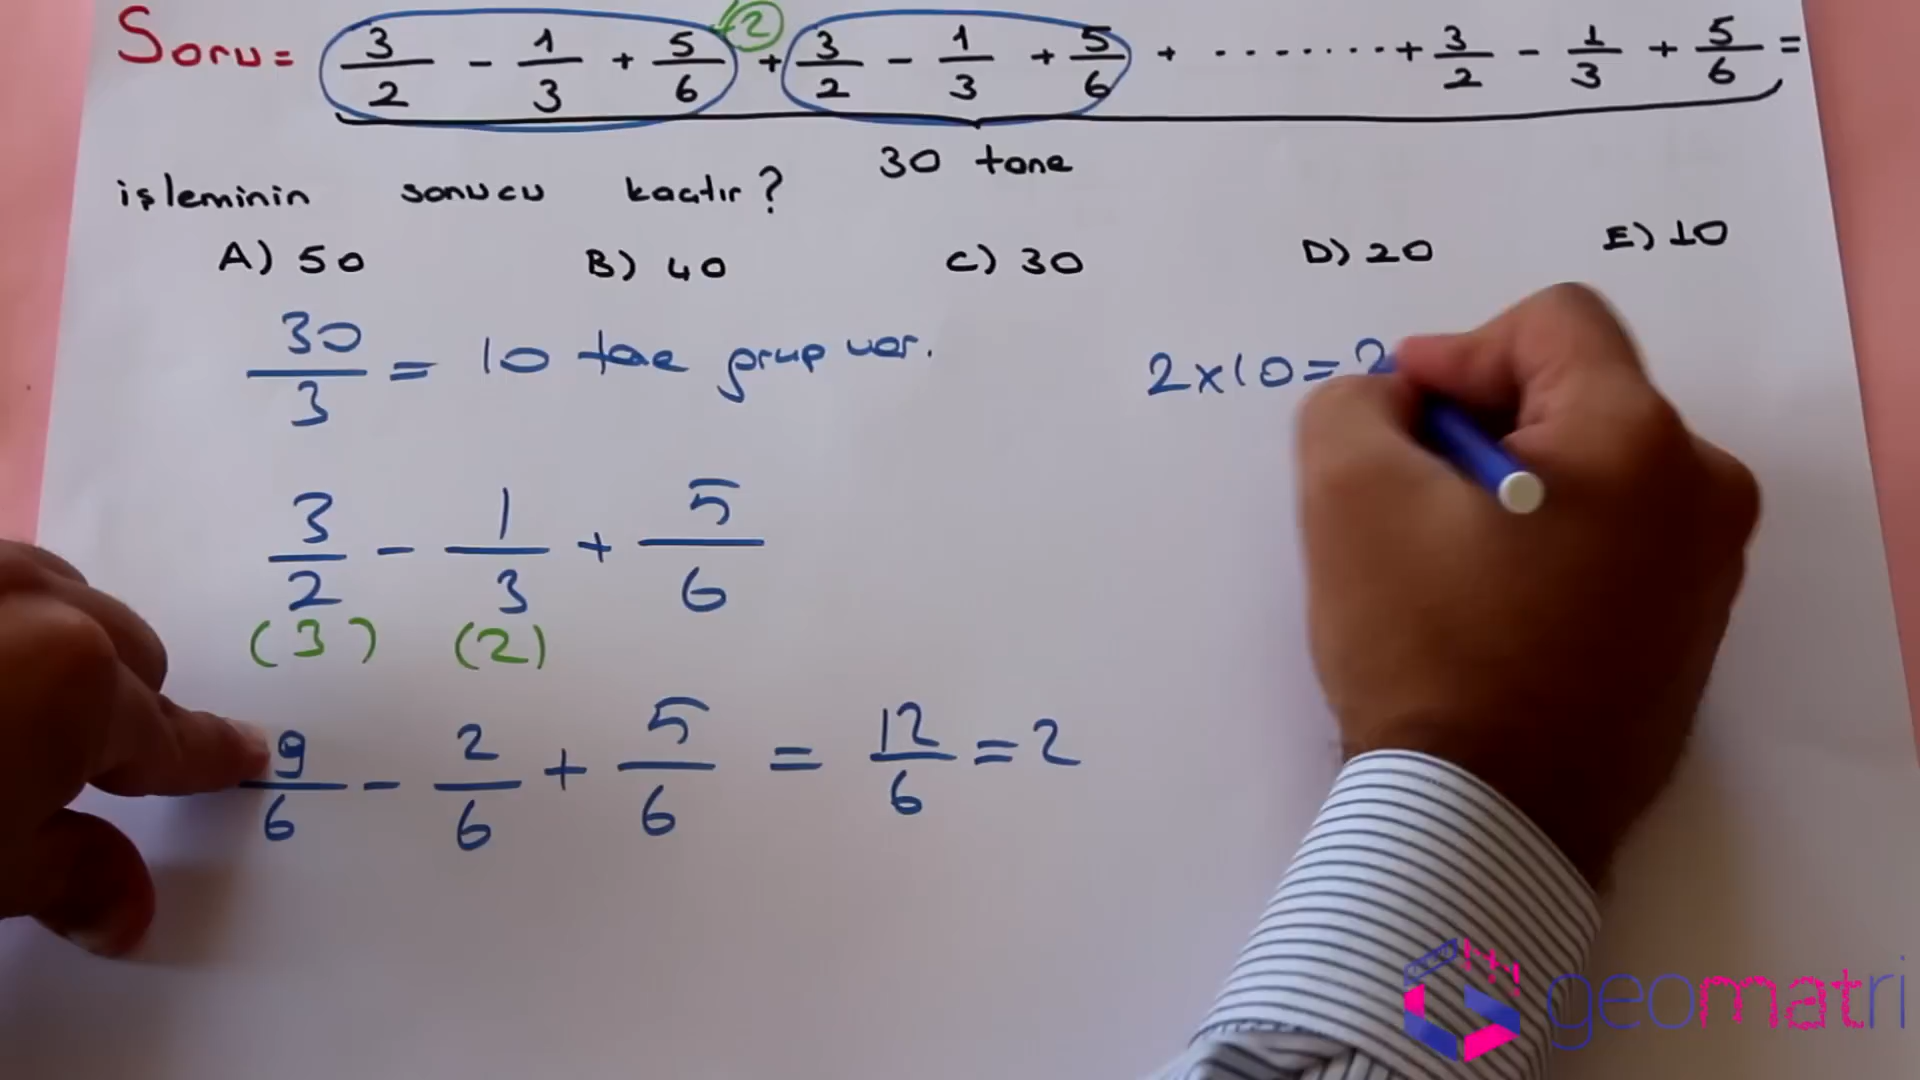 Soru= 3/2 - 1/3 + 5/6 + 3/2 - 1/3 + 5/6 + ........ + 3/2 - 1/3 + 5/6 =
2
30 tane
işleminin sonucu kaçtır?
A) 50 B) 40 C) 30 D) 20 E) 10
30/3 = 10 tane grup var.
2x10=2
3/2 - 1/3 + 5/6
(3) (2)
9/6 - 2/6 + 5/6 = 12/6 = 2
geomatri